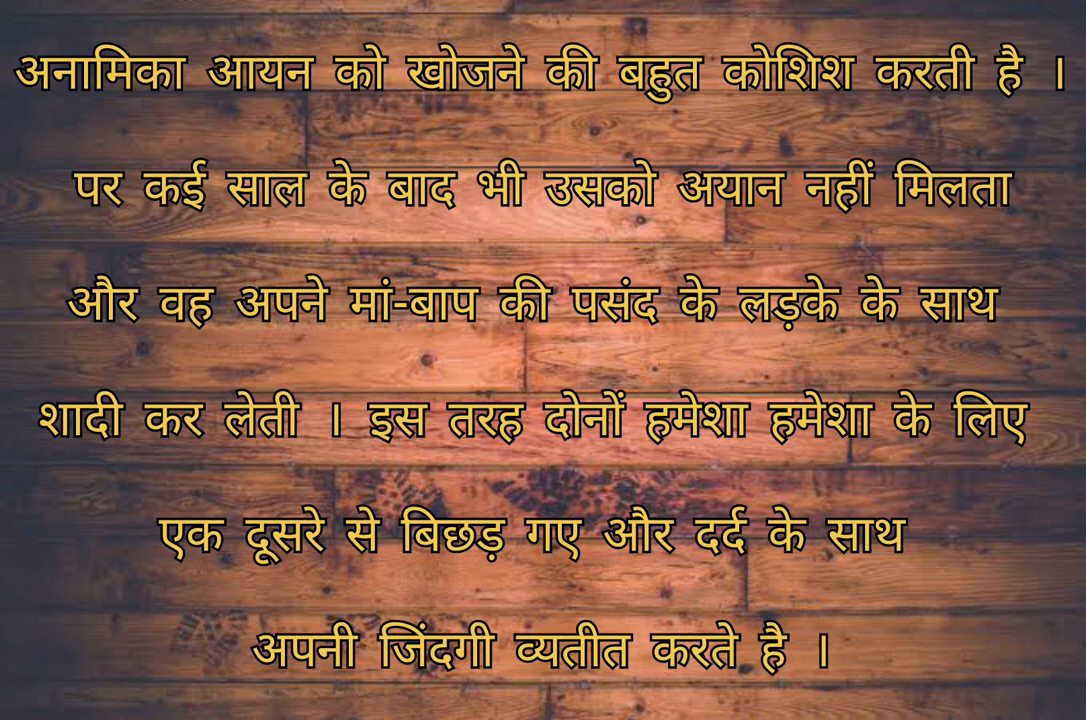 अनामिका आयन को खोजने की बहुत कोशिश करती है ।
पर कई साल के बाद भी उसको अयान नहीं मिलता
और वह अपने मां-बाप की पसंद के लड़के के साथ
शादी कर लेती । इस तरह दोनों हमेशा हमेशा के लिए
एक दूसरे से बिछड़ गए और दर्द के साथ
अपनी जिंदगी व्यतीत करते है ।